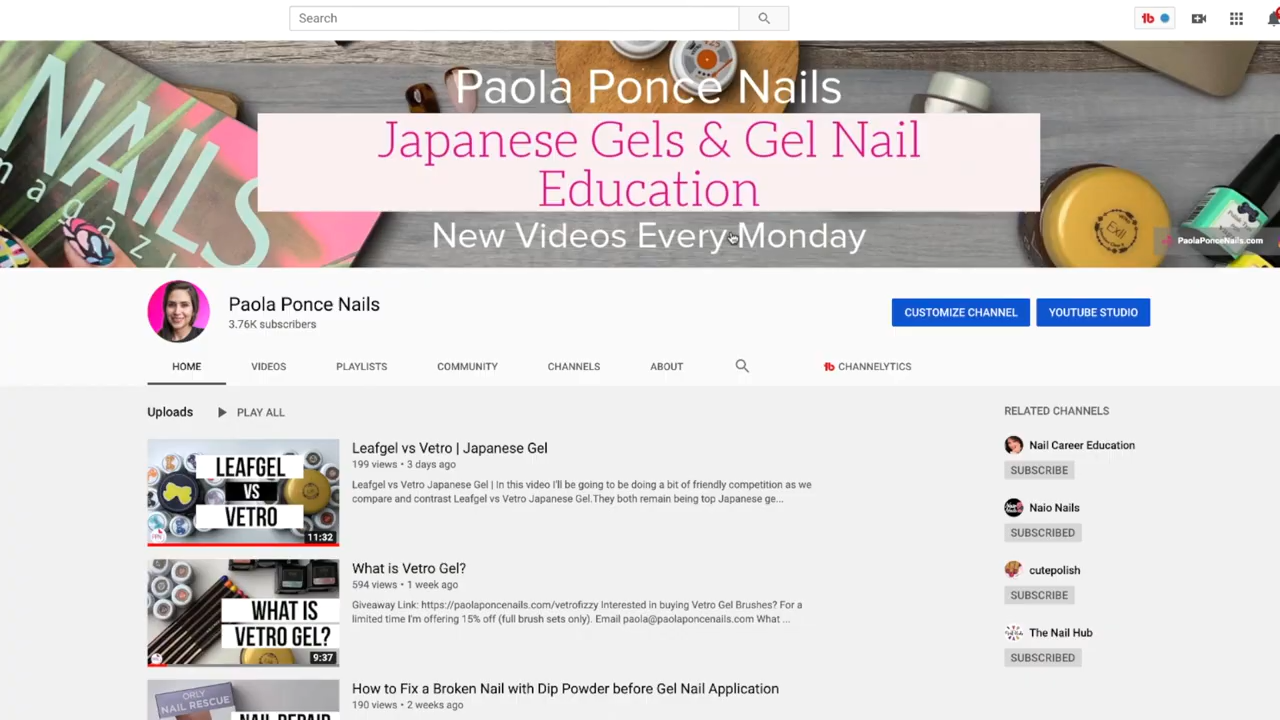 Search
Paola Ponce Nails
Japanese Gels & Gel Nail
Education
New Videos Every Monday
NAILS
magaz
PaolaPonceNails.com
Paola Ponce Nails
3.76K subscribers
CUSTOMIZE CHANNEL
YOUTUBE STUDIO
HOME
VIDEOS
PLAYLISTS
COMMUNITY
CHANNELS
ABOUT
CHANNELYTICS
Uploads
PLAY ALL
LEAFGEL
VS
VETRO
11:32
Leafgel vs Vetro | Japanese Gel
199 views • 3 days ago
Leafgel vs Vetro Japanese Gel | In this video I'll be going to be doing a bit of friendly competition as we
compare and contrast Leafgel vs Vetro Japanese Gel.They both remain being top Japanese ge...
WHAT IS
VETRO GEL?
9:37
What is Vetro Gel?
594 views • 1 week ago
Giveaway Link: https://paolaponcenails.com/vetrofizzy Interested in buying Vetro Gel Brushes? For a
limited time I'm offering 15% off (full brush sets only). Email paola@paolaponcenails.com What ...
ORLY
NAIL RESCUE
NAIL REPAIR
How to Fix a Broken Nail with Dip Powder before Gel Nail Application
190 views • 2 weeks ago
RELATED CHANNELS
Nail Career Education
SUBSCRIBE
Naio Nails
SUBSCRIBED
cutepolish
SUBSCRIBE
The Nail Hub
SUBSCRIBED